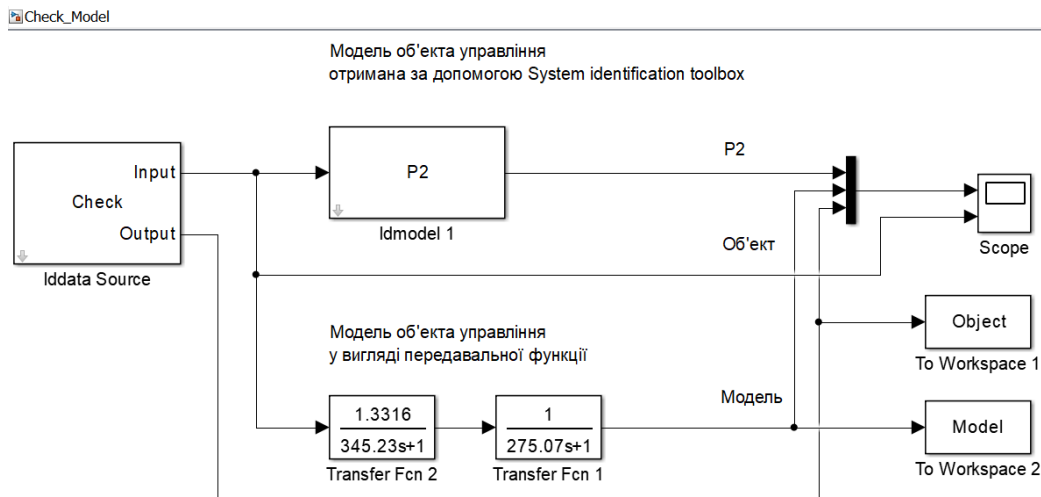 Check_Model
Модель об'єкта управління
отримана за допомогою System identification toolbox
Input
Check
Output
Iddata Source
P2
Idmodel 1
P2
Об'єкт
Scope
Модель об'єкта управління
у вигляді передавальної функції
1.3316
345.23s+1
Transfer Fcn 2
1
275.07s+1
Transfer Fcn 1
Модель
Object
To Workspace 1
Model
To Workspace 2